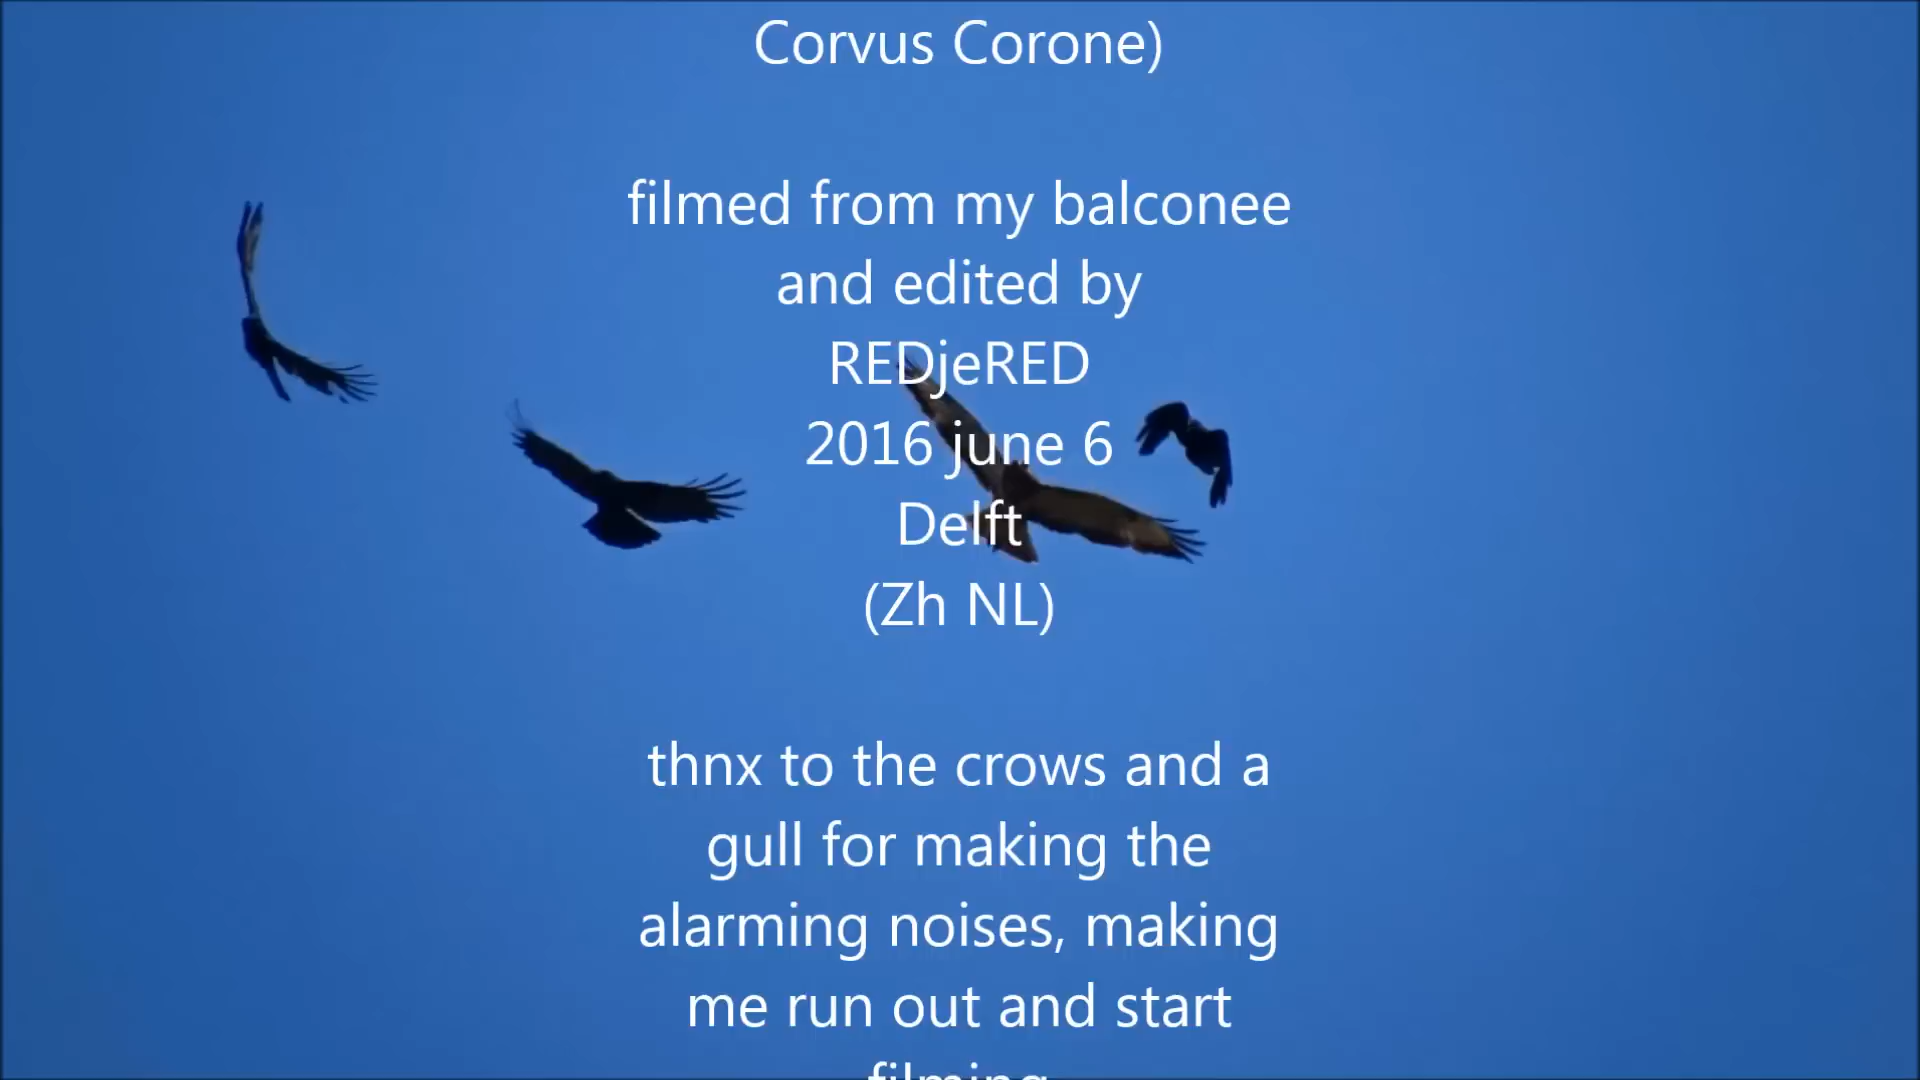 Corvus Corone)
filmed from my balconee
and edited by
REDjeRED
2016 june 6
Delft
(Zh NL)
thnx to the crows and a
gull for making the
alarming noises, making
me run out and start
filming